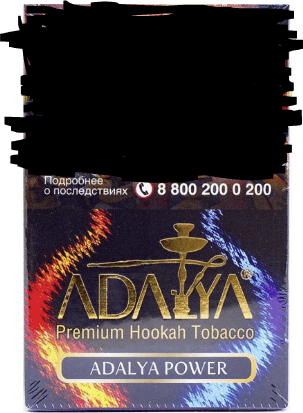 Подробнее
о последствиях 8 800 200 0 200
ADALYA®
Premium Hookah Tobacco
ADALYA POWER